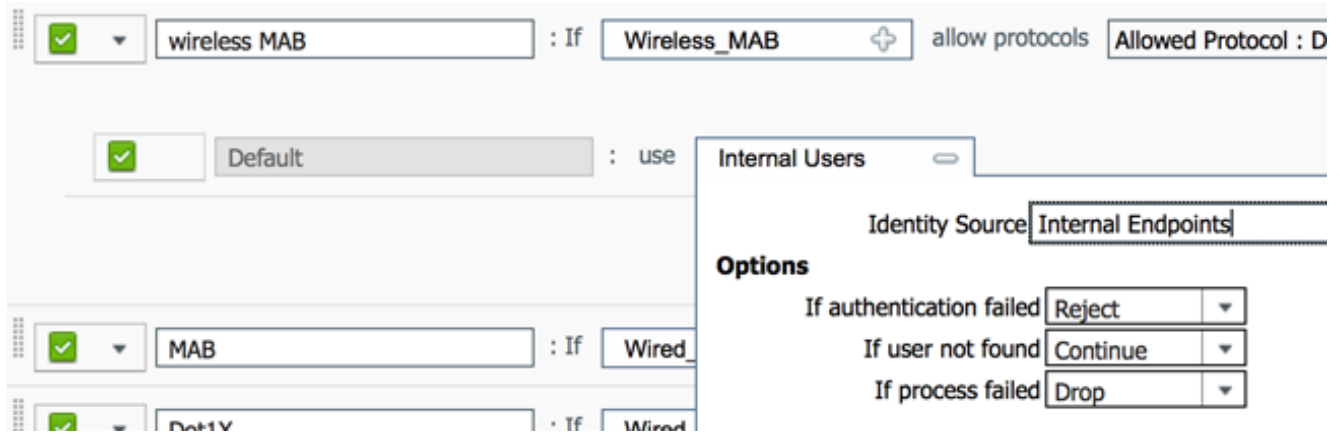 wireless MAB : If Wireless_MAB allow protocols Allowed Protocol : D
Default : use Internal Users
Identity Source Internal Endpoints
Options
If authentication failed Reject
If user not found Continue
If process failed Drop
MAB : If Wired_
Dot1X : If Wired